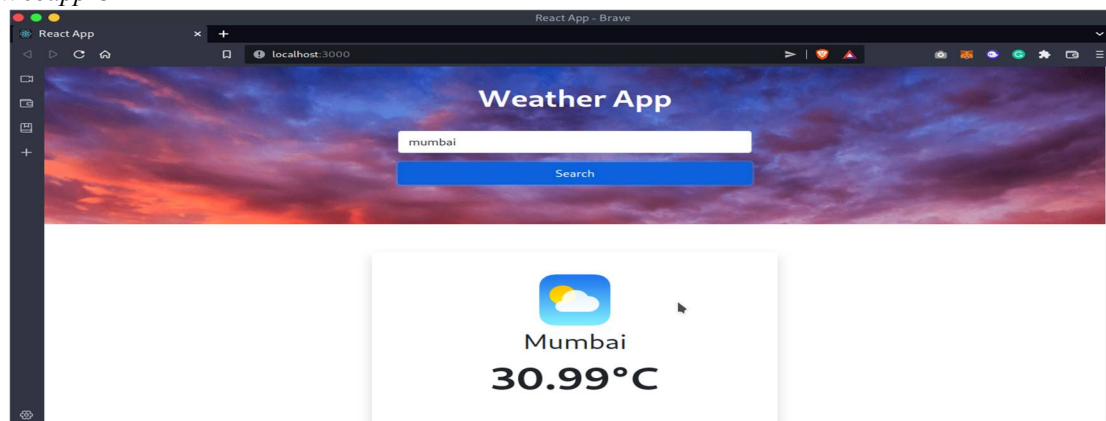 React App - Brave
React App
localhost:3000
Weather App
mumbai
Search
Mumbai
30.99°C